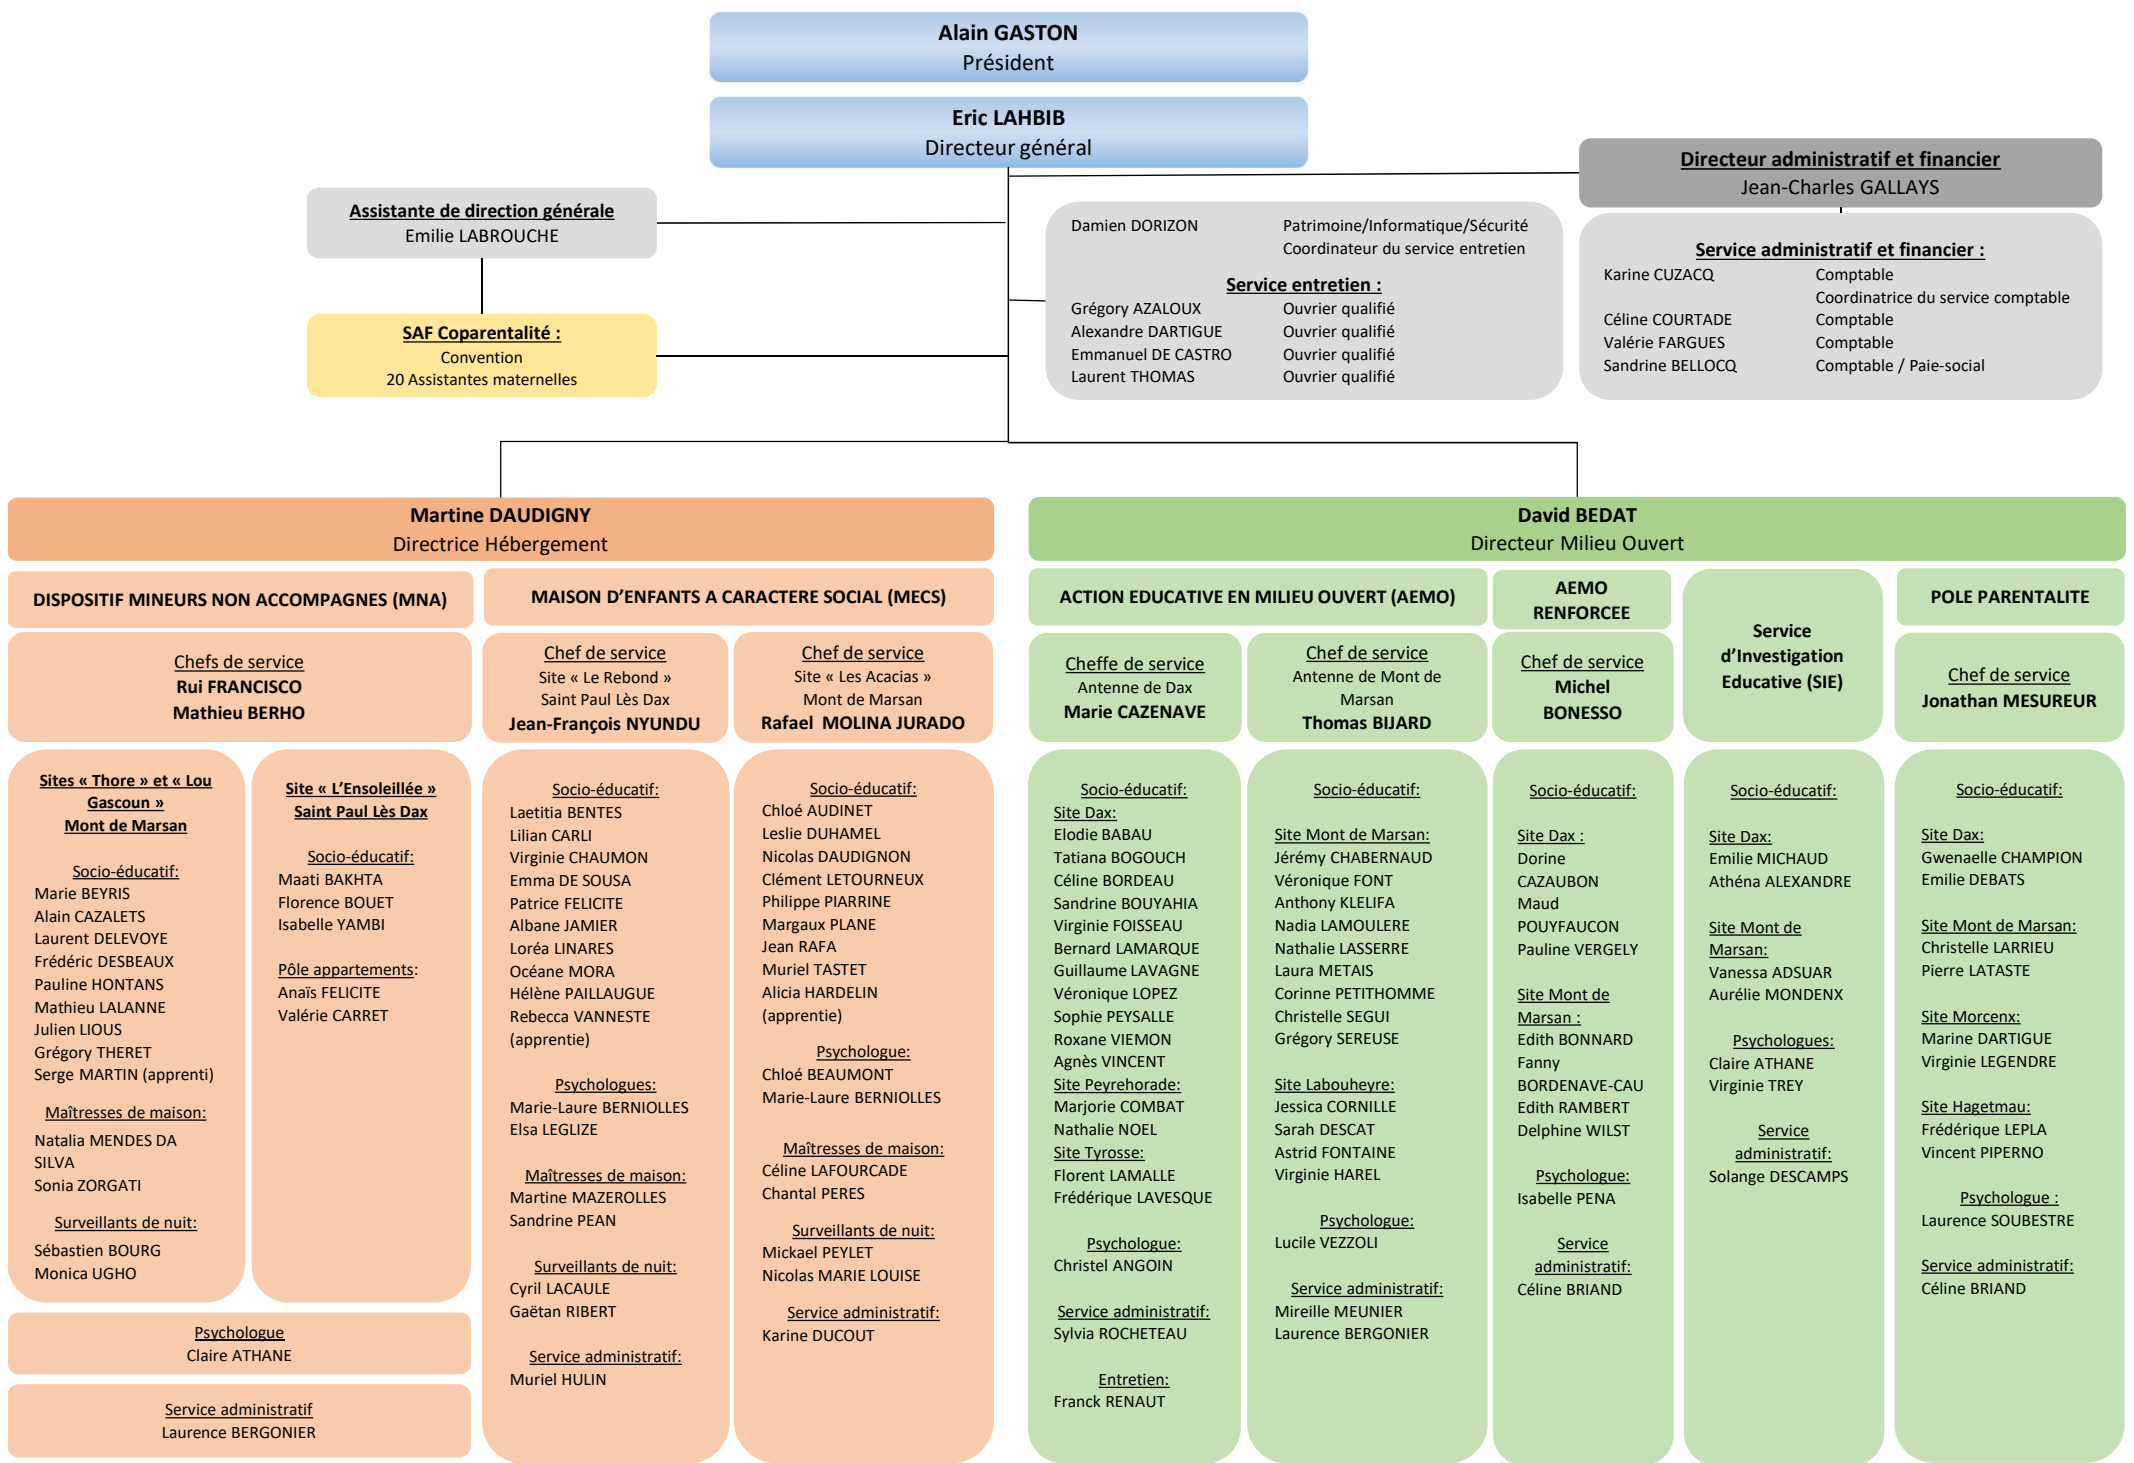 Alain GASTON
Président
Eric LAHBIB
Directeur général
Directeur administratif et financier
Jean-Charles GALLAYS
Assistante de direction générale
Emilie LABROUCHE
SAF Coparentalité :
Convention
20 Assistantes maternelles
Damien DORIZON Patrimoine/Informatique/Sécurité
Coordinateur du service entretien
Service entretien :
Grégory AZALOUX Ouvrier qualifié
Alexandre DARTIGUE Ouvrier qualifié
Emmanuel DE CASTRO Ouvrier qualifié
Laurent THOMAS Ouvrier qualifié
Service administratif et financier :
Karine CUZACQ Comptable
Coordinatrice du service comptable
Céline COURTADE Comptable
Valérie FARGUES Comptable
Sandrine BELLOCQ Comptable / Paie-social
Martine DAUDIGNY
Directrice Hébergement
DISPOSITIF MINEURS NON ACCOMPAGNES (MNA)
Chefs de service
Rui FRANCISCO
Mathieu BERHO
Sites « Thore » et « Lou
Gascoun »
Mont de Marsan
Socio-éducatif:
Marie BEYRIS
Alain CAZALETS
Laurent DELEVOYE
Frédéric DESBEAUX
Pauline HONTANS
Mathieu LALANNE
Julien LIOUS
Grégory THERET
Serge MARTIN (apprenti)
Maîtresses de maison:
Natalia MENDES DA
SILVA
Sonia ZORGATI
Surveillants de nuit:
Sébastien BOURG
Monica UGHO
Site « L’Ensoleillée »
Saint Paul Lès Dax
Socio-éducatif:
Maati BAKHTA
Florence BOUET
Isabelle YAMBI
Pôle appartements:
Anaïs FELICITE
Valérie CARRET
Psychologue
Claire ATHANE
Service administratif
Laurence BERGONIER
MAISON D’ENFANTS A CARACTERE SOCIAL (MECS)
Chef de service
Site « Le Rebond »
Saint Paul Lès Dax
Jean-François NYUNDU
Socio-éducatif:
Laetitia BENTES
Lilian CARLI
Virginie CHAUMON
Emma DE SOUSA
Patrice FELICITE
Albane JAMIER
Loréa LINARES
Océane MORA
Hélène PAILLAUGUE
Rebecca VANNESTE
(apprentie)
Psychologues:
Marie-Laure BERNIOLLES
Elsa LEGLIZE
Maîtresses de maison:
Martine MAZEROLLES
Sandrine PEAN
Surveillants de nuit:
Cyril LACAULE
Gaëtan RIBERT
Service administratif:
Muriel HULIN
Chef de service
Site « Les Acacias »
Mont de Marsan
Rafael MOLINA JURADO
Socio-éducatif:
Chloé AUDINET
Leslie DUHAMEL
Nicolas DAUDIGNON
Clément LETOURNEUX
Philippe PIARRINE
Margaux PLANE
Jean RAFA
Muriel TASTET
Alicia HARDELIN
(apprentie)
Psychologue:
Chloé BEAUMONT
Marie-Laure BERNIOLLES
Maîtresses de maison:
Céline LAFOURCADE
Chantal PERES
Surveillants de nuit:
Mickael PEYLET
Nicolas MARIE LOUISE
Service administratif:
Karine DUCOUT
David BEDAT
Directeur Milieu Ouvert
ACTION EDUCATIVE EN MILIEU OUVERT (AEMO)
Cheffe de service
Antenne de Dax
Marie CAZENAVE
Socio-éducatif:
Site Dax:
Elodie BABAU
Tatiana BOGOUCH
Céline BORDEAU
Sandrine BOUYAHIA
Virginie FOISSEAU
Bernard LAMARQUE
Guillaume LAVAGNE
Véronique LOPEZ
Sophie PEYSALLE
Roxane VIEMON
Agnès VINCENT
Site Peyrehorade:
Marjorie COMBAT
Nathalie NOEL
Site Tyrosse:
Florent LAMALLE
Frédérique LAVESQUE
Psychologue:
Christel ANGOIN
Service administratif:
Sylvia ROCHETEAU
Entretien:
Franck RENAUT
Chef de service
Antenne de Mont de
Marsan
Thomas BIJARD
Socio-éducatif:
Site Mont de Marsan:
Jérémy CHABERNAUD
Véronique FONT
Anthony KLELIFA
Nadia LAMOULERE
Nathalie LASSERRE
Laura METAIS
Corinne PETITHOMME
Christelle SEGUI
Grégory SEREUSE
Site Labouheyre:
Jessica CORNILLE
Sarah DESCAT
Astrid FONTAINE
Virginie HAREL
Psychologue:
Lucile VEZZOLI
Service administratif:
Mireille MEUNIER
Laurence BERGONIER
AEMO
RENFORCEE
Chef de service
Michel
BONESSO
Socio-éducatif:
Site Dax :
Dorine
CAZAUBON
Maud
POUYFAUCON
Pauline VERGELY
Site Mont de
Marsan :
Edith BONNARD
Fanny
BORDENAVE-CAU
Edith RAMBERT
Delphine WILST
Psychologue:
Isabelle PENA
Service
administratif:
Céline BRIAND
Service
d’Investigation
Educative (SIE)
Socio-éducatif:
Site Dax:
Emilie MICHAUD
Athéna ALEXANDRE
Site Mont de
Marsan:
Vanessa ADSUAR
Aurélie MONDENX
Psychologues:
Claire ATHANE
Virginie TREY
Service
administratif:
Solange DESCAMPS
POLE PARENTALITE
Chef de service
Jonathan MESUREUR
Socio-éducatif:
Site Dax:
Gwenaelle CHAMPION
Emilie DEBATS
Site Mont de Marsan:
Christelle LARRIEU
Pierre LATASTE
Site Morcenx:
Marine DARTIGUE
Virginie LEGENDRE
Site Hagetmau:
Frédérique LEPLA
Vincent PIPERNO
Psychologue :
Laurence SOUBESTRE
Service administratif:
Céline BRIAND